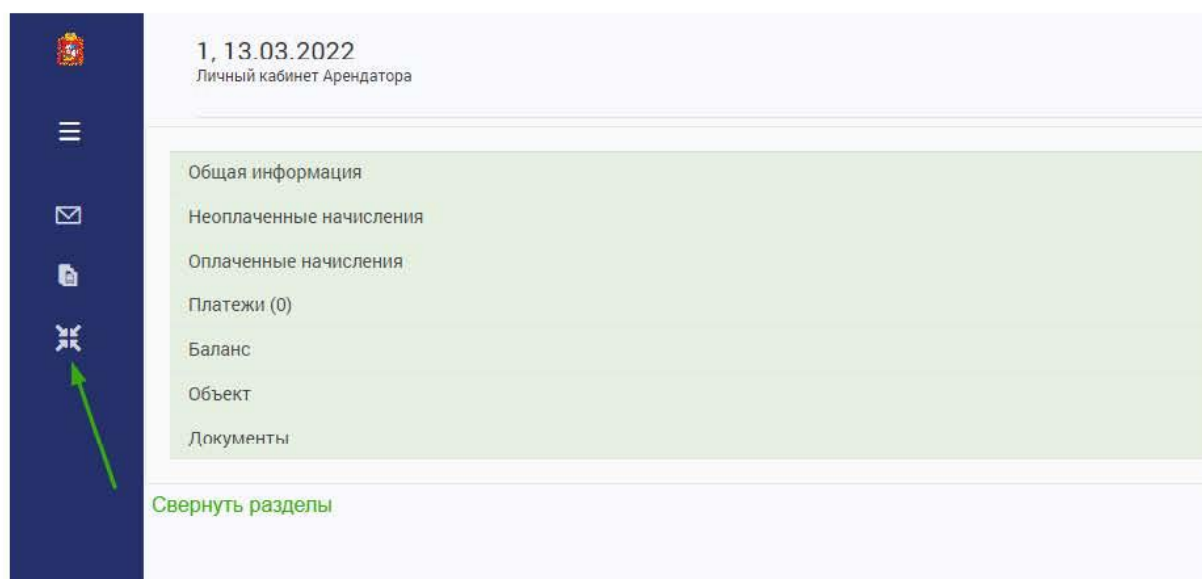 1, 13.03.2022
Личный кабинет Арендатора
Общая информация
Неоплаченные начисления
Оплаченные начисления
Платежи (0)
Баланс
Объект
Документы
Свернуть разделы